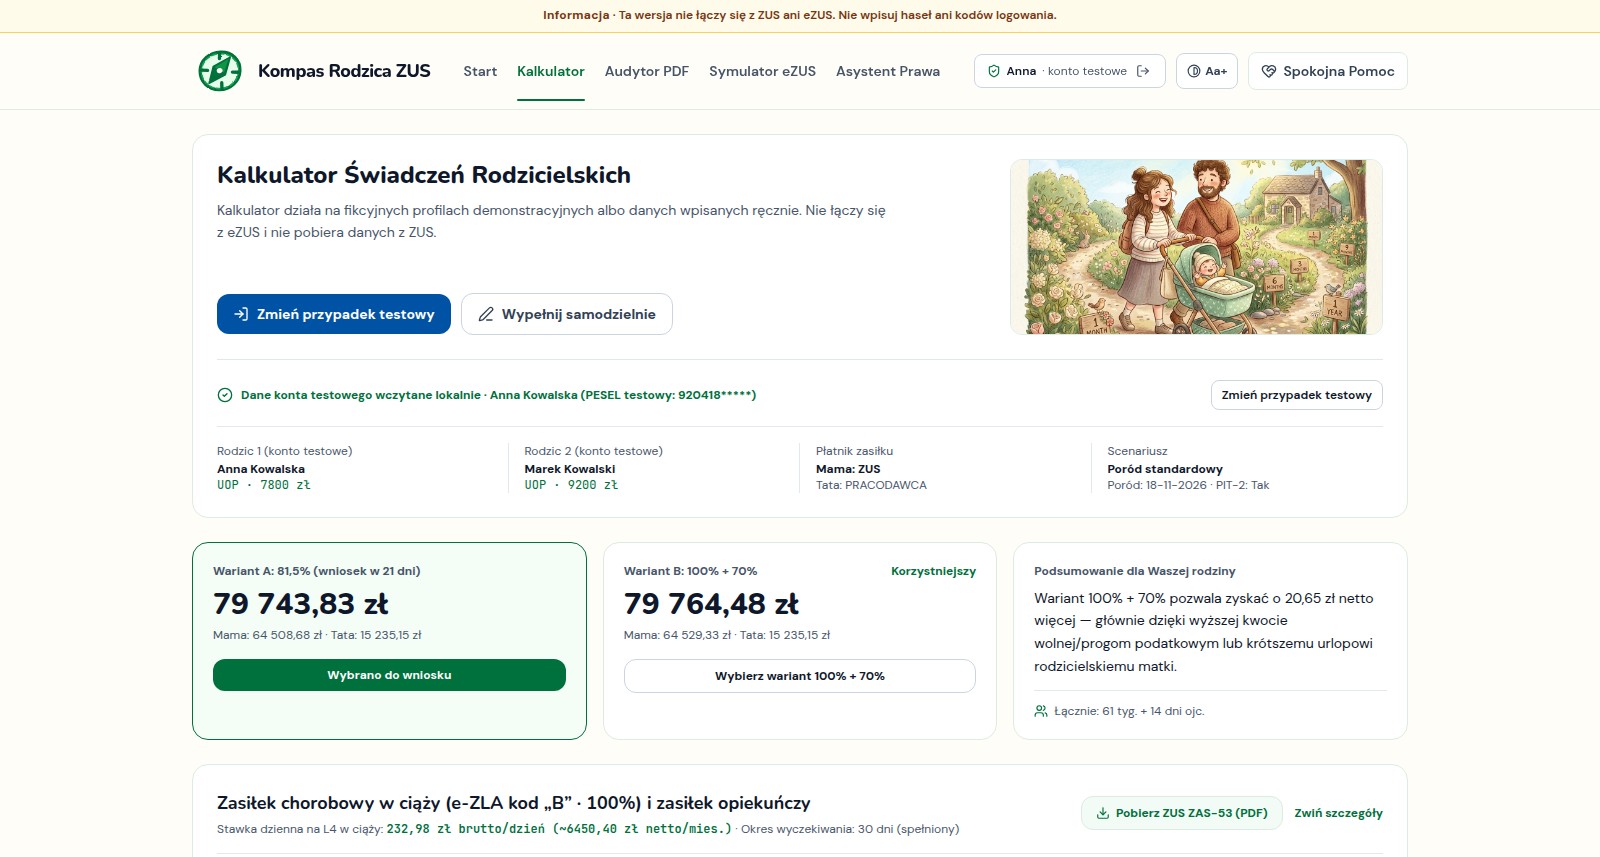 Informacja · Ta wersja nie łączy się z ZUS ani eZUS. Nie wpisuj haseł ani kodów logowania.
Kompas Rodzica ZUS
Start
Kalkulator
Audytor PDF
Symulator eZUS
Asystent Prawa
Anna · konto testowe
Aa+
Spokojna Pomoc
Kalkulator Świadczeń Rodzicielskich
Kalkulator działa na fikcyjnych profilach demonstracyjnych albo danych wpisanych ręcznie. Nie łączy się
z eZUS i nie pobiera danych z ZUS.
Zmień przypadek testowy
Wypełnij samodzielnie
1
MONTH
6
MONTHS
3
1
YEAR
Dane konta testowego wczytane lokalnie · Anna Kowalska (PESEL testowy: 920418*****)
Zmień przypadek testowy
Rodzic 1 (konto testowe)
Anna Kowalska
UOP · 7800 zł
Rodzic 2 (konto testowe)
Marek Kowalski
UOP · 9200 zł
Płatnik zasiłku
Mama: ZUS
Tata: PRACODAWCA
Scenariusz
Poród standardowy
Poród: 18-11-2026 · PIT-2: Tak
Wariant A: 81,5% (wniosek w 21 dni)
79 743,83 zł
Mama: 64 508,68 zł · Tata: 15 235,15 zł
Wybrano do wniosku
Wariant B: 100% + 70%
Korzystniejszy
79 764,48 zł
Mama: 64 529,33 zł · Tata: 15 235,15 zł
Wybierz wariant 100% + 70%
Podsumowanie dla Waszej rodziny
Wariant 100% + 70% pozwala zyskać o 20,65 zł netto
więcej — głównie dzięki wyższej kwocie
wolnej/progom podatkowym lub krótszemu urlopowi
rodzicielskiemu matki.
Łącznie: 61 tyg. + 14 dni ojc.
Zasiłek chorobowy w ciąży (e-ZLA kod „B” · 100%) i zasiłek opiekuńczy
Stawka dzienna na L4 w ciąży: 232,98 zł brutto/dzień (~6450,40 zł netto/mies.) · Okres wyczekiwania: 30 dni (spełniony)
Pobierz ZUS ZAS-53 (PDF)
Zwiń szczegóły